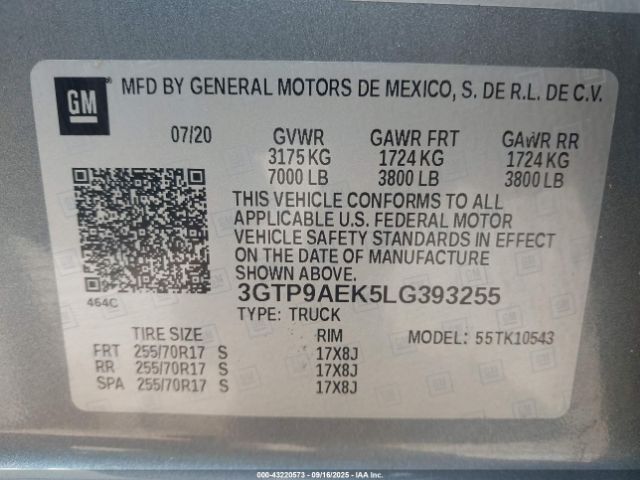 GM
MFD BY GENERAL MOTORS DE MEXICO, S. DE R.L. DE C.V.
07/20 GVWR GAWR FRT GAWR RR
3175 KG 1724 KG 1724 KG
7000 LB 3800 LB 3800 LB
THIS VEHICLE CONFORMS TO ALL
APPLICABLE U.S. FEDERAL MOTOR
VEHICLE SAFETY STANDARDS IN EFFECT
ON THE DATE OF MANUFACTURE
SHOWN ABOVE.
464C
3GTP9AEK5LG393255
TYPE: TRUCK
TIRE SIZE RIM MODEL: 55TK10543
FRT 255/70R17 S 17X8J
RR 255/70R17 S 17X8J
SPA 255/70R17 S 17X8J
000-43220573 - 09/16/2025 - IAA Inc.